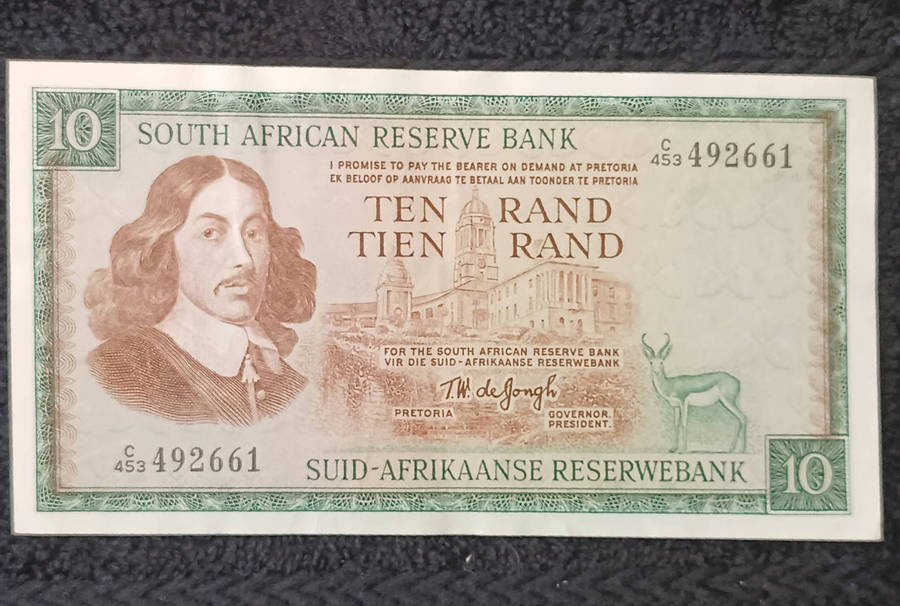 10
SOUTH AFRICAN RESERVE BANK
C/453 492661
I PROMISE TO PAY THE BEARER ON DEMAND AT PRETORIA
EK BELOOF OP AANVRAAG TE BETAAL AAN TOONDER TE PRETORIA
TEN RAND
TIEN RAND
FOR THE SOUTH AFRICAN RESERVE BANK
VIR DIE SUID-AFRIKAANSE RESERWEBANK
T.W. de Jongh
PRETORIA GOVERNOR.
PRESIDENT.
C/453 492661
SUID-AFRIKAANSE RESERWEBANK
10